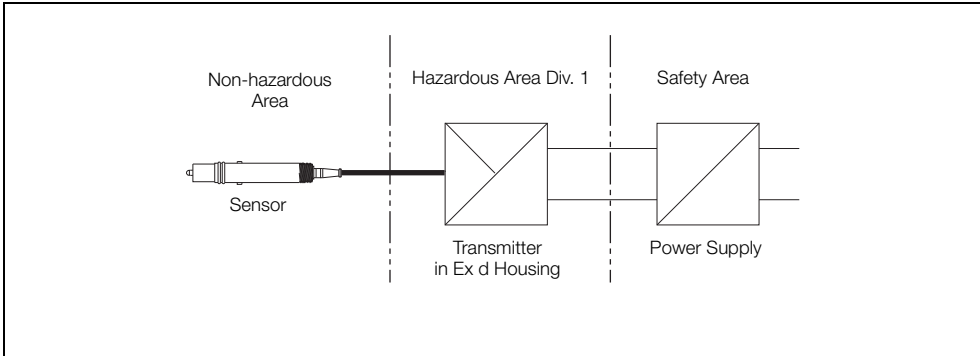 Non-hazardous
Area
Hazardous Area Div. 1
Safety Area
Sensor
Transmitter
in Ex d Housing
Power Supply